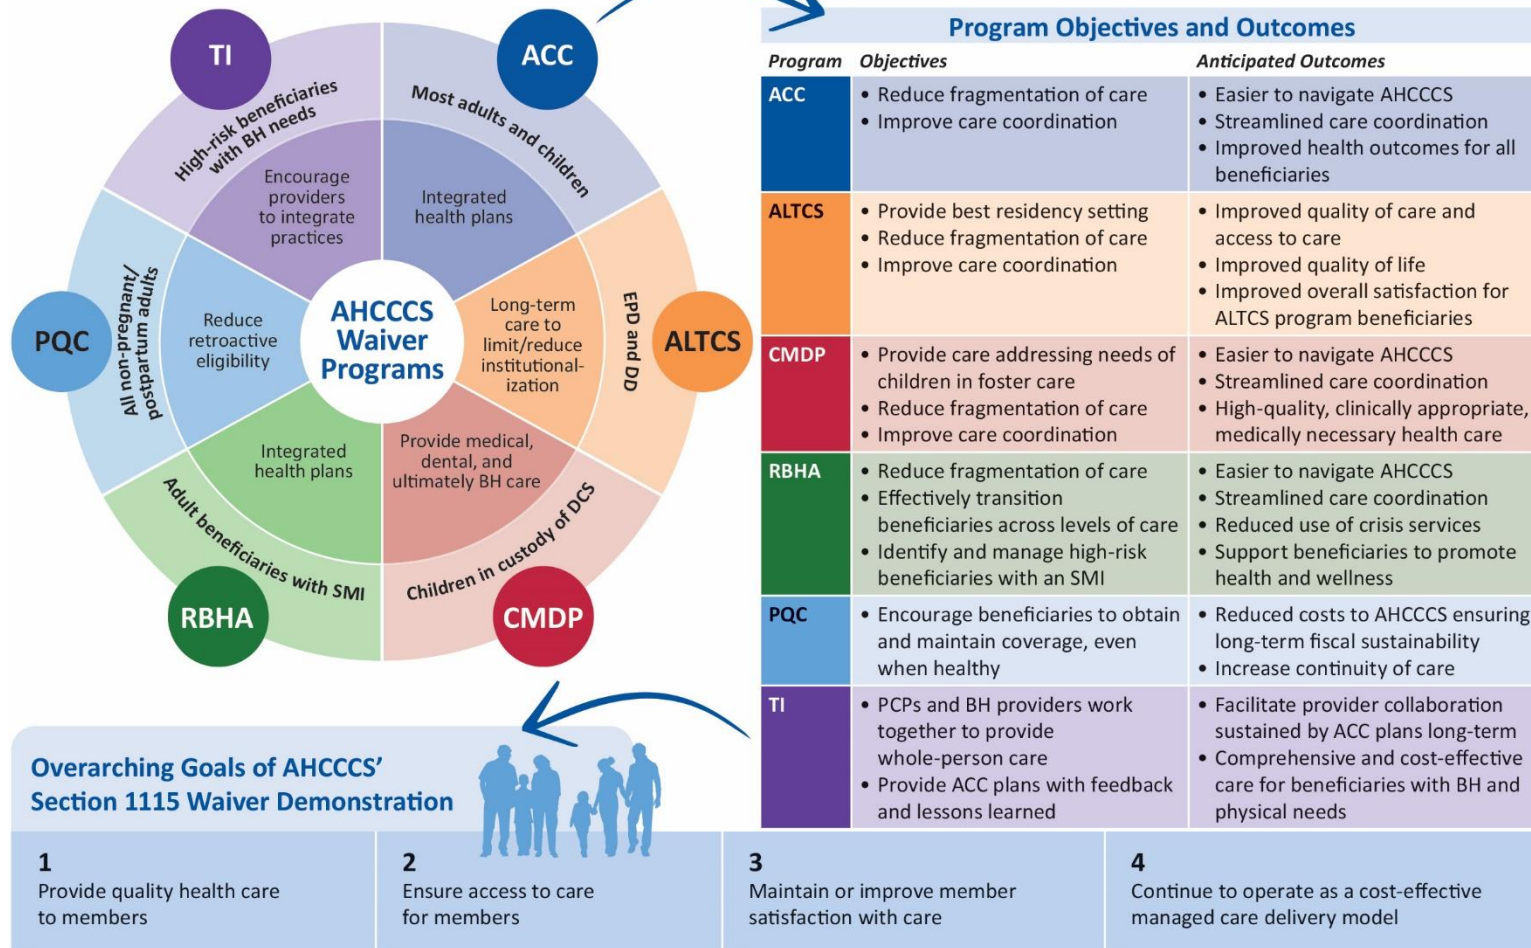 TI
High-risk beneficiaries
with BH needs
Encourage
providers
to integrate
practices
ACC
Most adults and children
Integrated
health plans
ALTCS
EPD and DD
Long-term
care to
limit/reduce
institutional-
ization
CMDP
Children in custody of DCS
Provide medical,
dental, and
ultimately BH care
RBHA
Adult beneficiaries with SMI
Integrated
health plans
PQC
All non-pregnant/
postpartum adults
Reduce
retroactive
eligibility
AHCCCS
Waiver
Programs
Program Objectives and Outcomes
Program Objectives Anticipated Outcomes
ACC
• Reduce fragmentation of care
• Improve care coordination
• Easier to navigate AHCCCS
• Streamlined care coordination
• Improved health outcomes for all
beneficiaries
ALTCS
• Provide best residency setting
• Reduce fragmentation of care
• Improve care coordination
• Improved quality of care and
access to care
• Improved quality of life
• Improved overall satisfaction for
ALTCS program beneficiaries
CMDP
• Provide care addressing needs of
children in foster care
• Reduce fragmentation of care
• Improve care coordination
• Easier to navigate AHCCCS
• Streamlined care coordination
• High-quality, clinically appropriate,
medically necessary health care
RBHA
• Reduce fragmentation of care
• Effectively transition
beneficiaries across levels of care
• Identify and manage high-risk
beneficiaries with an SMI
• Easier to navigate AHCCCS
• Streamlined care coordination
• Reduced use of crisis services
• Support beneficiaries to promote
health and wellness
PQC
• Encourage beneficiaries to obtain
and maintain coverage, even
when healthy
• Reduced costs to AHCCCS ensuring
long-term fiscal sustainability
• Increase continuity of care
TI
• PCPs and BH providers work
together to provide
whole-person care
• Provide ACC plans with feedback
and lessons learned
• Facilitate provider collaboration
sustained by ACC plans long-term
• Comprehensive and cost-effective
care for beneficiaries with BH and
physical needs
Overarching Goals of AHCCCS’
Section 1115 Waiver Demonstration
1
Provide quality health care
to members
2
Ensure access to care
for members
3
Maintain or improve member
satisfaction with care
4
Continue to operate as a cost-effective
managed care delivery model